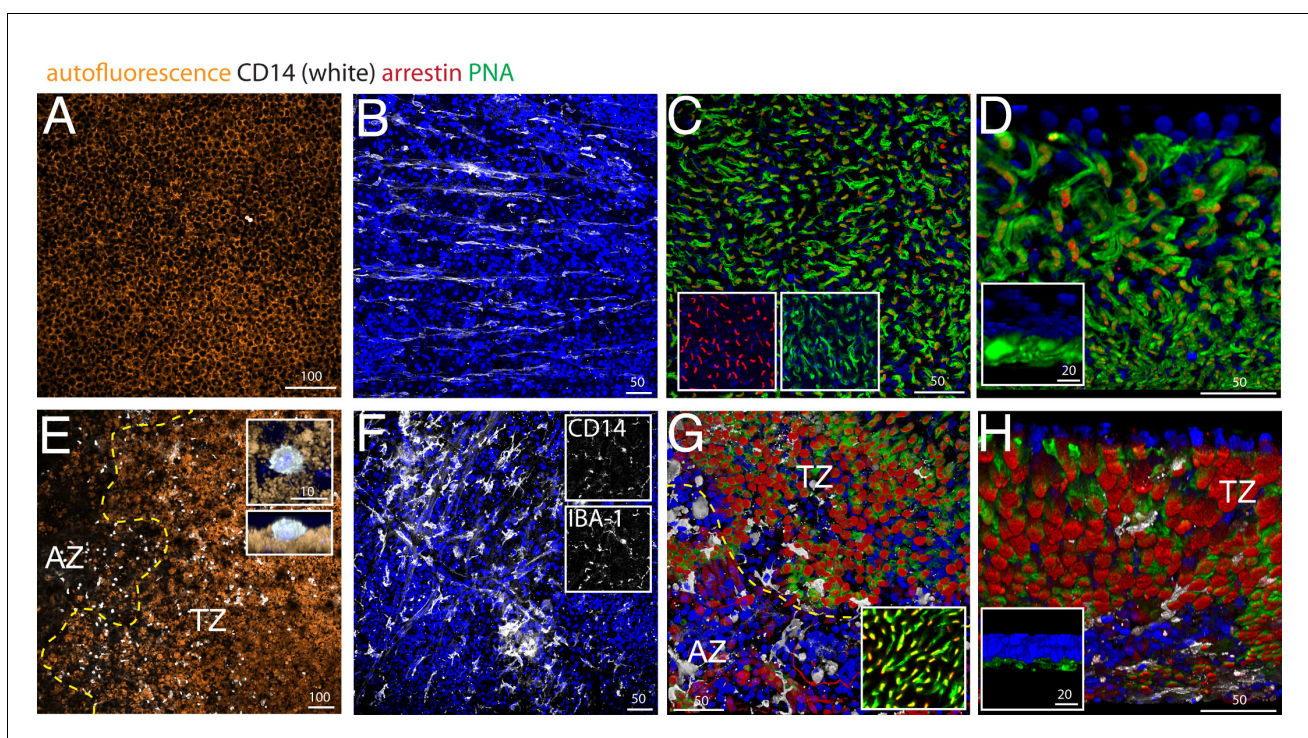 autofluorescence CD14 (white) arrestin PNA
A
100
B
50
C
50
D
20
50
E
AZ
TZ
10
100
F
CD14
IBA-1
50
G
TZ
AZ
50
H
TZ
20
50